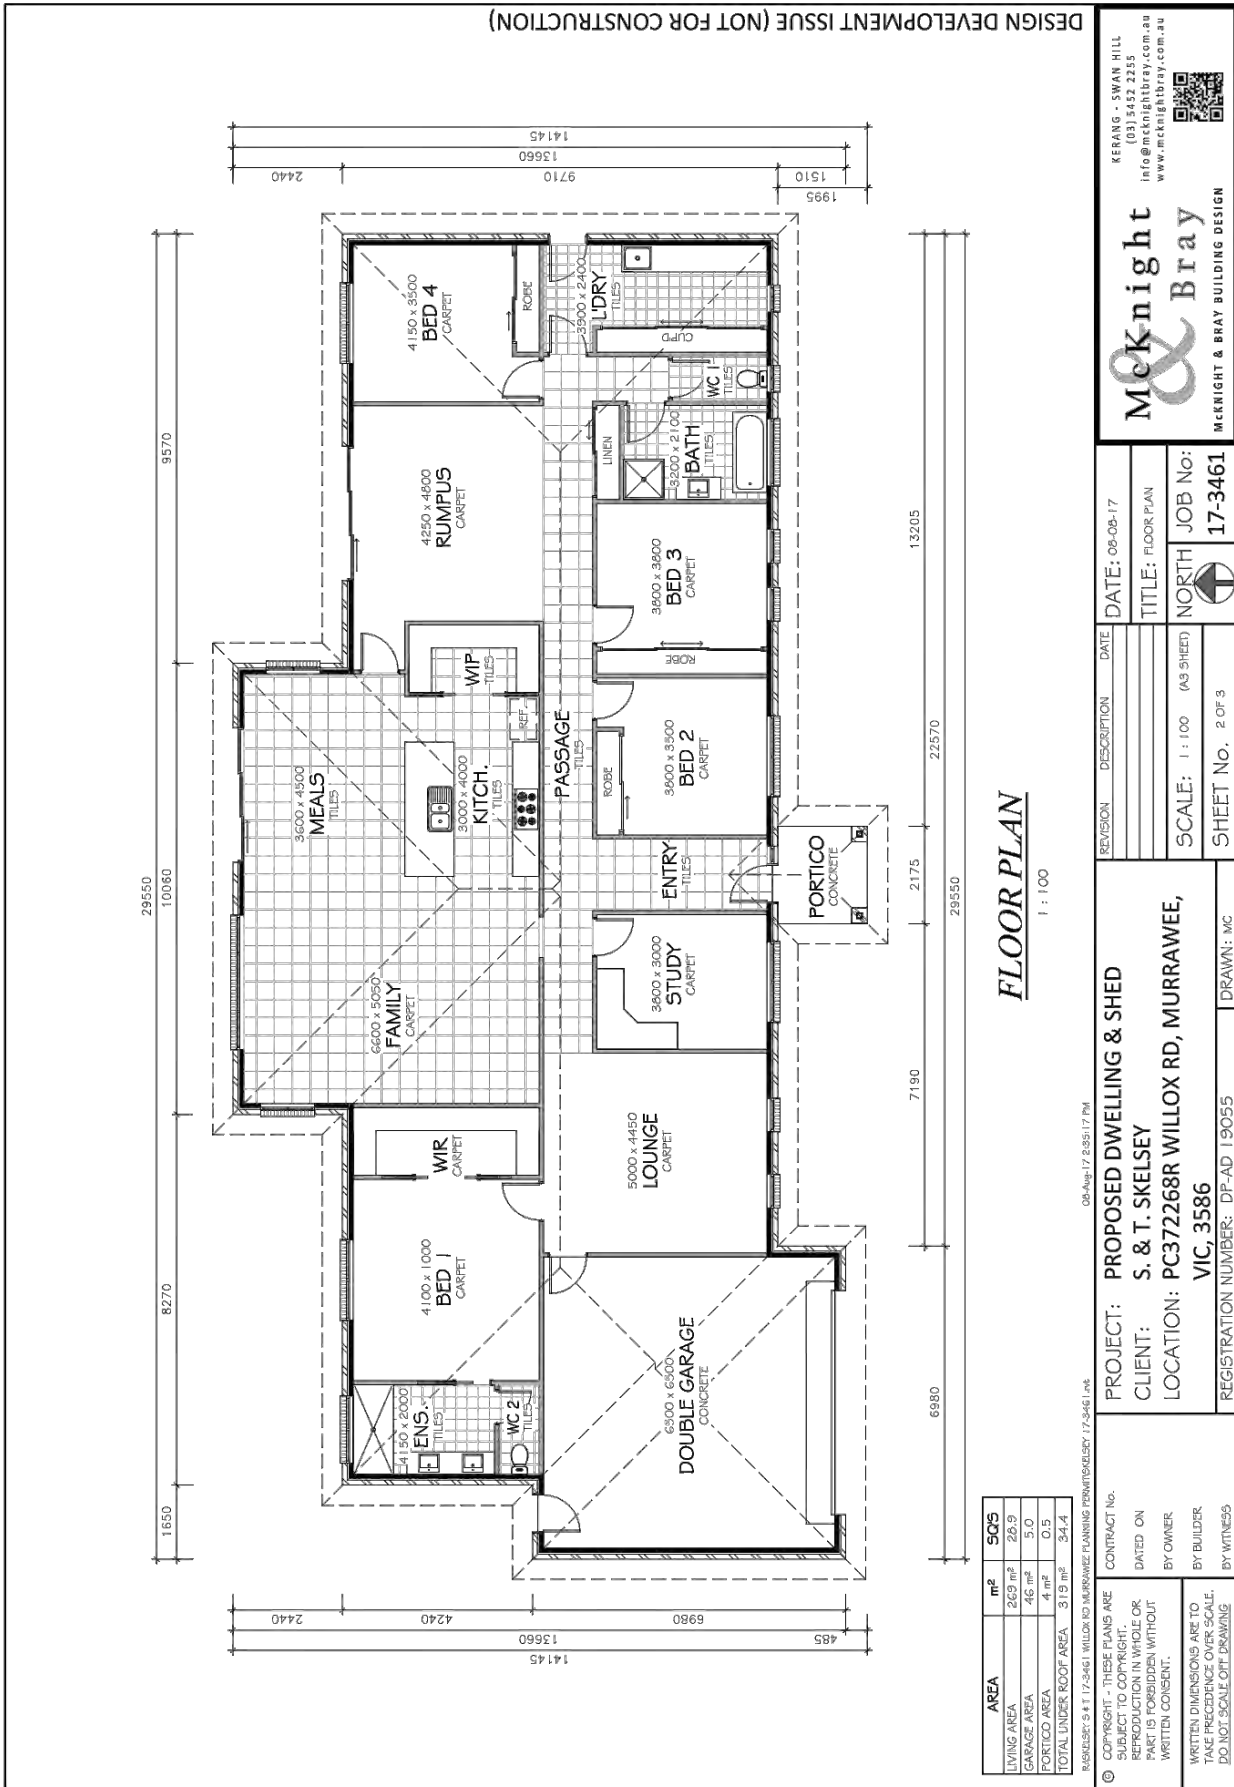 DESIGN DEVELOPMENT ISSUE (NOT FOR CONSTRUCTION)
29550
1650
8270
10060
9570
14145
13660
2440
4240
6980
485
14145
13660
2440
9710
1510
1995
4150 x 2000
ENS.
TILES
WC 2
TILES
4100 x 1000
BED 1
CARPET
WIR
CARPET
6600 x 5050
FAMILY
CARPET
3600 x 4500
MEALS
TILES
3000 x 4000
KITCH.
TILES
REF.
WIP
TILES
4250 x 4800
RUMPUS
CARPET
4150 x 3500
BED 4
CARPET
ROBE
PASSAGE
TILES
6500 x 6500
DOUBLE GARAGE
CONCRETE
5000 x 4450
LOUNGE
CARPET
3800 x 3000
STUDY
CARPET
ENTRY
TILES
PORTICO
CONCRETE
ROBE
3800 x 3500
BED 2
CARPET
ROBE
3800 x 3800
BED 3
CARPET
LINEN
3200 x 2100
BATH
TILES
WC 1
TILES
CUP'D
3900 x 2400
L'DRY
TILES
7190
2175
13205
6980
22570
29550
FLOOR PLAN
1 : 100
AREA m² SQ'S
LIVING AREA 269 m² 28.9
GARAGE AREA 46 m² 5.0
PORTICO AREA 4 m² 0.5
TOTAL UNDER ROOF AREA 319 m² 34.4
08-Aug-17 2:35:17 PM
© COPYRIGHT - THESE PLANS ARE
SUBJECT TO COPYRIGHT.
REPRODUCTION IN WHOLE OR
PART IS FORBIDDEN WITHOUT
WRITTEN CONSENT.
WRITTEN DIMENSIONS ARE TO
TAKE PRECEDENCE OVER SCALE.
DO NOT SCALE OFF DRAWING
CONTRACT No.
DATED ON
BY OWNER
BY BUILDER
BY WITNESS
PROJECT: PROPOSED DWELLING & SHED
CLIENT: S. & T. SKELSEY
LOCATION: PC372268R WILLOX RD, MURRAWEE,
VIC, 3586
REGISTRATION NUMBER: DP-AD 19055
DRAWN: MC
REVISION DESCRIPTION DATE
SCALE: 1 : 100 (A3 SHEET)
SHEET No. 2 OF 3
DATE: 08-08-17
TITLE: FLOOR PLAN
NORTH
JOB No:
17-3461
KERANG - SWAN HILL
(03) 5452 2255
info@mcknightbray.com.au
www.mcknightbray.com.au
McKnight
& Bray
McKNIGHT & BRAY BUILDING DESIGN